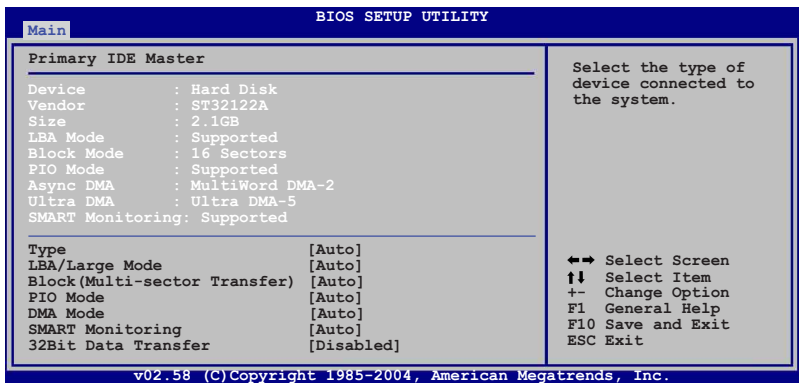 BIOS SETUP UTILITY
Main
Primary IDE Master
Device : Hard Disk
Vendor : ST32122A
Size : 2.1GB
LBA Mode : Supported
Block Mode : 16 Sectors
PIO Mode : Supported
Async DMA : MultiWord DMA-2
Ultra DMA : Ultra DMA-5
SMART Monitoring: Supported
Type [Auto]
LBA/Large Mode [Auto]
Block(Multi-sector Transfer) [Auto]
PIO Mode [Auto]
DMA Mode [Auto]
SMART Monitoring [Auto]
32Bit Data Transfer [Disabled]
Select the type of
device connected to
the system.
←→ Select Screen
↑↓ Select Item
+- Change Option
F1 General Help
F10 Save and Exit
ESC Exit
v02.58 (C)Copyright 1985-2004, American Megatrends, Inc.